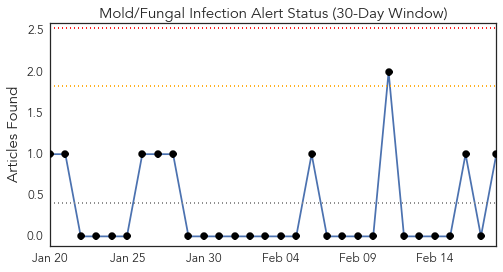 Mold/Fungal Infection Alert Status (30-Day Window)
Articles Found
2.5
2.0
1.5
1.0
0.5
0.0
Jan 20 Jan 25 Jan 30 Feb 04 Feb 09 Feb 14